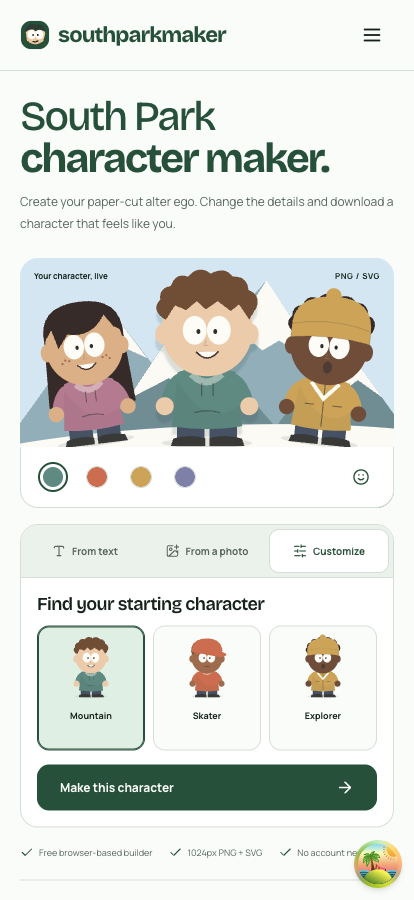 southparkmaker
South Park
character maker.
Create your paper-cut alter ego. Change the details and download a
character that feels like you.
Your character, live
PNG / SVG
From text
From a photo
Customize
Find your starting character
Mountain
Skater
Explorer
Make this character
Free browser-based builder
1024px PNG + SVG
No account